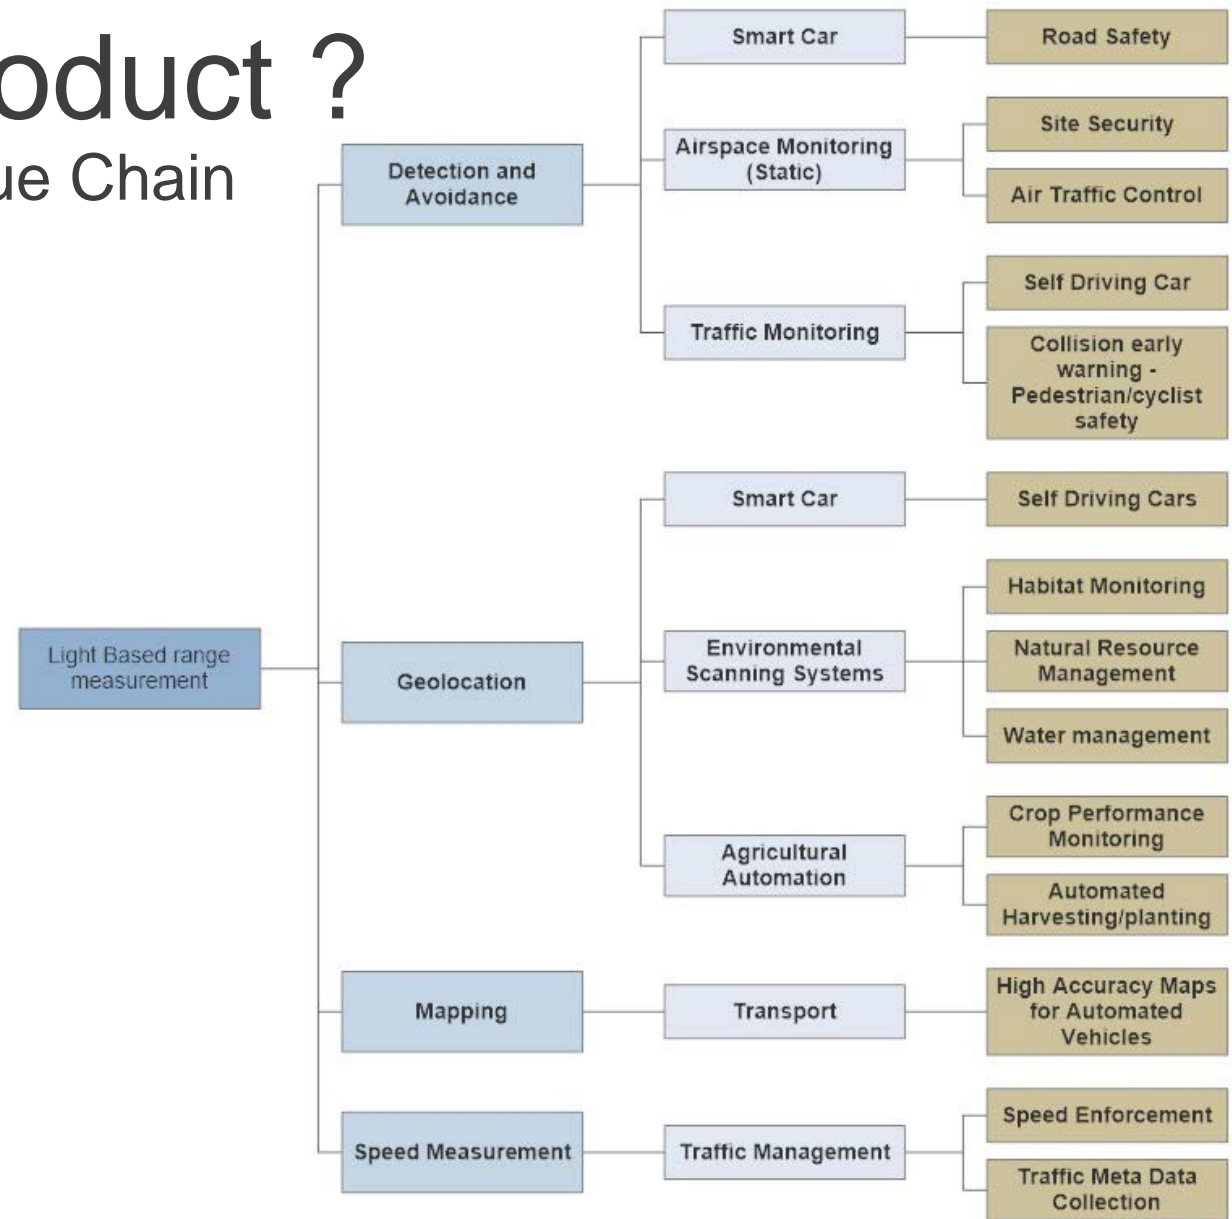 oduct ?
ue Chain
Light Based range
measurement
Detection and
Avoidance
Smart Car
Road Safety
Airspace Monitoring
(Static)
Site Security
Air Traffic Control
Traffic Monitoring
Self Driving Car
Collision early
warning -
Pedestrian/cyclist
safety
Geolocation
Smart Car
Self Driving Cars
Environmental
Scanning Systems
Habitat Monitoring
Natural Resource
Management
Water management
Agricultural
Automation
Crop Performance
Monitoring
Automated
Harvesting/planting
Mapping
Transport
High Accuracy Maps
for Automated
Vehicles
Speed Measurement
Traffic Management
Speed Enforcement
Traffic Meta Data
Collection